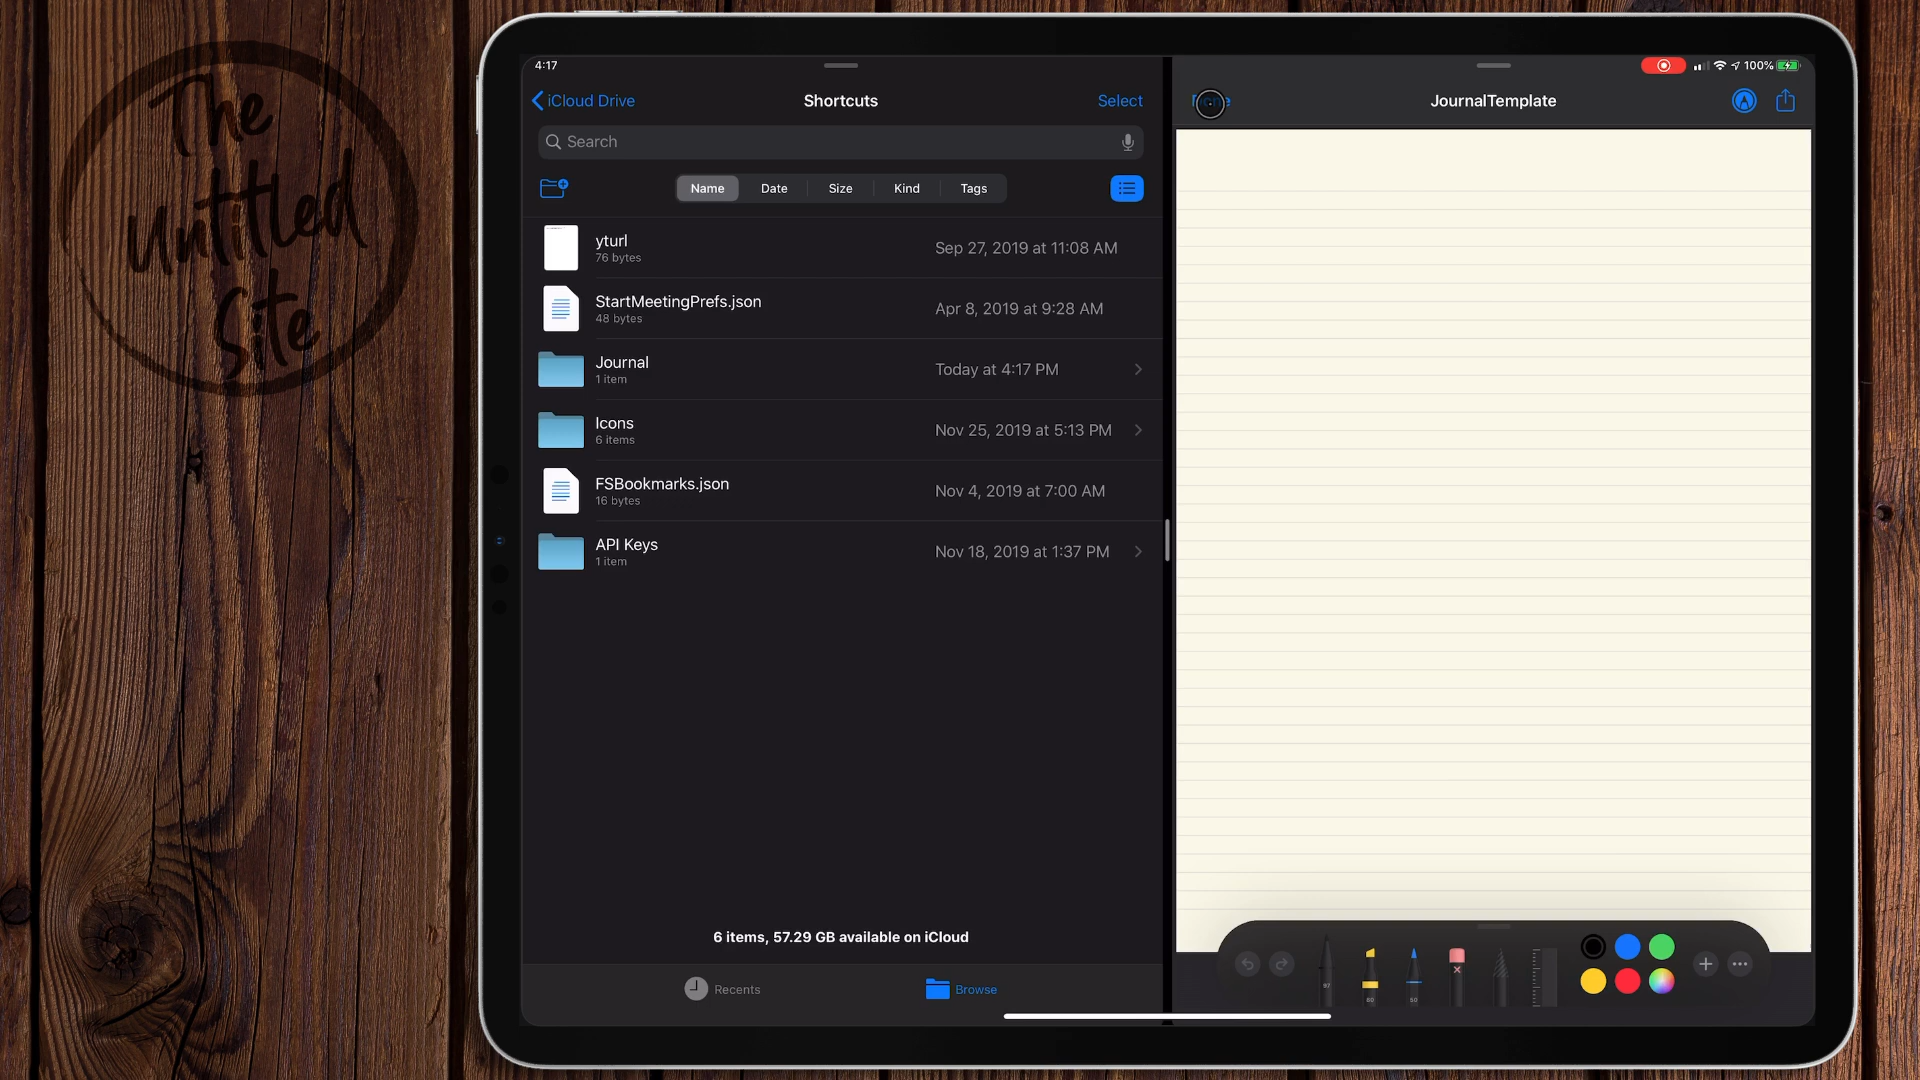 The
Untitled
Site
4:17
100%
iCloud Drive
Shortcuts
Select
JournalTemplate
Search
Name
Date
Size
Kind
Tags
yturl
76 bytes
Sep 27, 2019 at 11:08 AM
StartMeetingPrefs.json
48 bytes
Apr 8, 2019 at 9:28 AM
Journal
1 item
Today at 4:17 PM
Icons
6 items
Nov 25, 2019 at 5:13 PM
FSBookmarks.json
16 bytes
Nov 4, 2019 at 7:00 AM
API Keys
1 item
Nov 18, 2019 at 1:37 PM
6 items, 57.29 GB available on iCloud
Recents
Browse
97
80
50